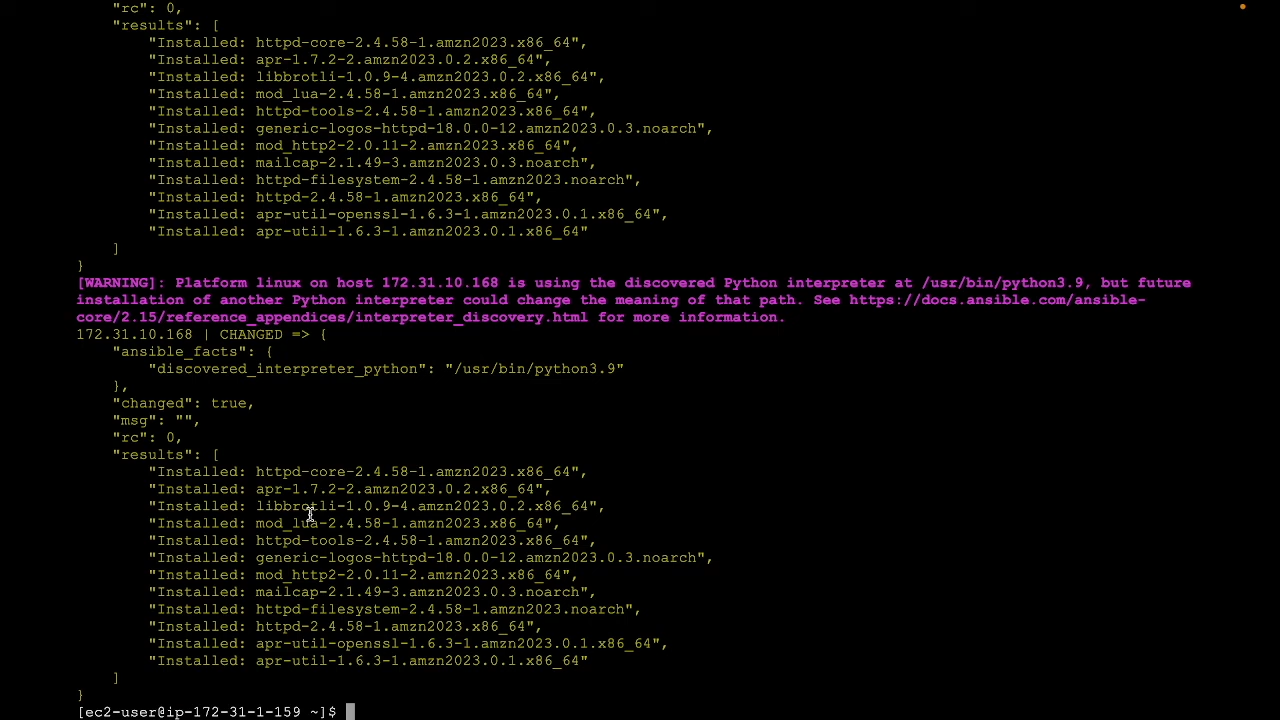 "rc": 0,
"results": [
"Installed: httpd-core-2.4.58-1.amzn2023.x86_64",
"Installed: apr-1.7.2-2.amzn2023.0.2.x86_64",
"Installed: libbrotli-1.0.9-4.amzn2023.0.2.x86_64",
"Installed: mod_lua-2.4.58-1.amzn2023.x86_64",
"Installed: httpd-tools-2.4.58-1.amzn2023.x86_64",
"Installed: generic-logos-httpd-18.0.0-12.amzn2023.0.3.noarch",
"Installed: mod_http2-2.0.11-2.amzn2023.x86_64",
"Installed: mailcap-2.1.49-3.amzn2023.0.3.noarch",
"Installed: httpd-filesystem-2.4.58-1.amzn2023.noarch",
"Installed: httpd-2.4.58-1.amzn2023.x86_64",
"Installed: apr-util-openssl-1.6.3-1.amzn2023.0.1.x86_64",
"Installed: apr-util-1.6.3-1.amzn2023.0.1.x86_64"
]
}
[WARNING]: Platform linux on host 172.31.10.168 is using the discovered Python interpreter at /usr/bin/python3.9, but future
installation of another Python interpreter could change the meaning of that path. See https://docs.ansible.com/ansible-
core/2.15/reference_appendices/interpreter_discovery.html for more information.
172.31.10.168 | CHANGED => {
"ansible_facts": {
"discovered_interpreter_python": "/usr/bin/python3.9"
},
"changed": true,
"msg": "",
"rc": 0,
"results": [
"Installed: httpd-core-2.4.58-1.amzn2023.x86_64",
"Installed: apr-1.7.2-2.amzn2023.0.2.x86_64",
"Installed: libbrotli-1.0.9-4.amzn2023.0.2.x86_64",
"Installed: mod_lua-2.4.58-1.amzn2023.x86_64",
"Installed: httpd-tools-2.4.58-1.amzn2023.x86_64",
"Installed: generic-logos-httpd-18.0.0-12.amzn2023.0.3.noarch",
"Installed: mod_http2-2.0.11-2.amzn2023.x86_64",
"Installed: mailcap-2.1.49-3.amzn2023.0.3.noarch",
"Installed: httpd-filesystem-2.4.58-1.amzn2023.noarch",
"Installed: httpd-2.4.58-1.amzn2023.x86_64",
"Installed: apr-util-openssl-1.6.3-1.amzn2023.0.1.x86_64",
"Installed: apr-util-1.6.3-1.amzn2023.0.1.x86_64"
]
}
[ec2-user@ip-172-31-1-159 ~]$